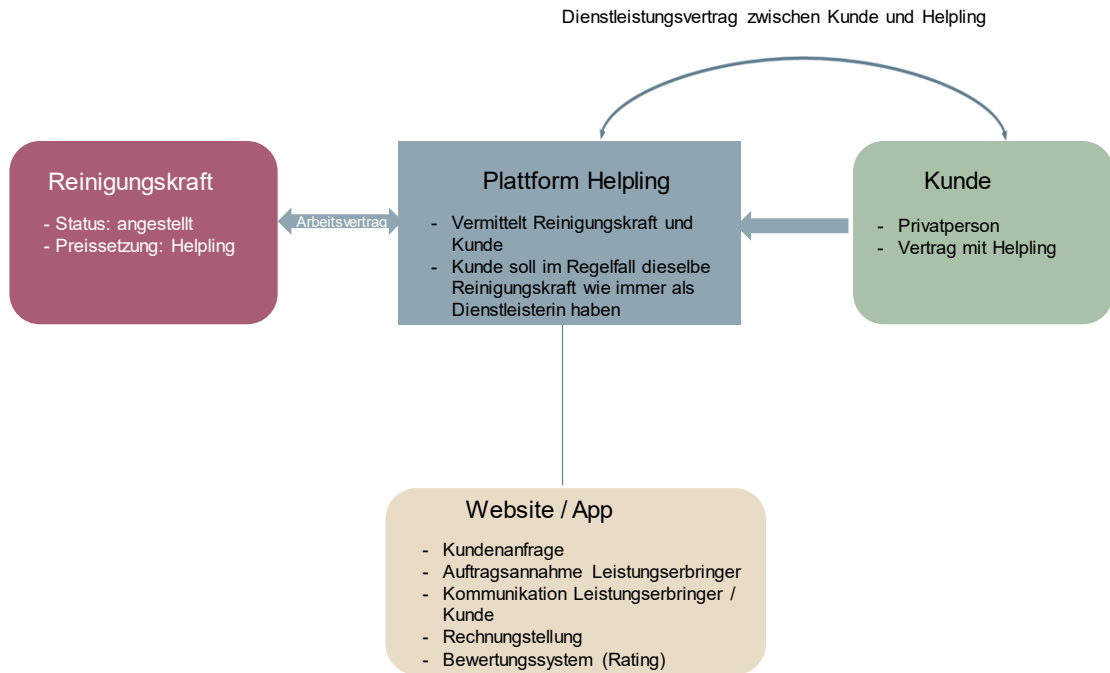 Dienstleistungsvertrag zwischen Kunde und Helpling
Reinigungskraft
- Status: angestellt
- Preissetzung: Helpling
Arbeitsvertrag
Plattform Helpling
- Vermittelt Reinigungskraft und
Kunde
- Kunde soll im Regelfall dieselbe
Reinigungskraft wie immer als
Dienstleisterin haben
Kunde
- Privatperson
- Vertrag mit Helpling
Website / App
- Kundenanfrage
- Auftragsannahme Leistungserbringer
- Kommunikation Leistungserbringer /
Kunde
- Rechnungstellung
- Bewertungssystem (Rating)